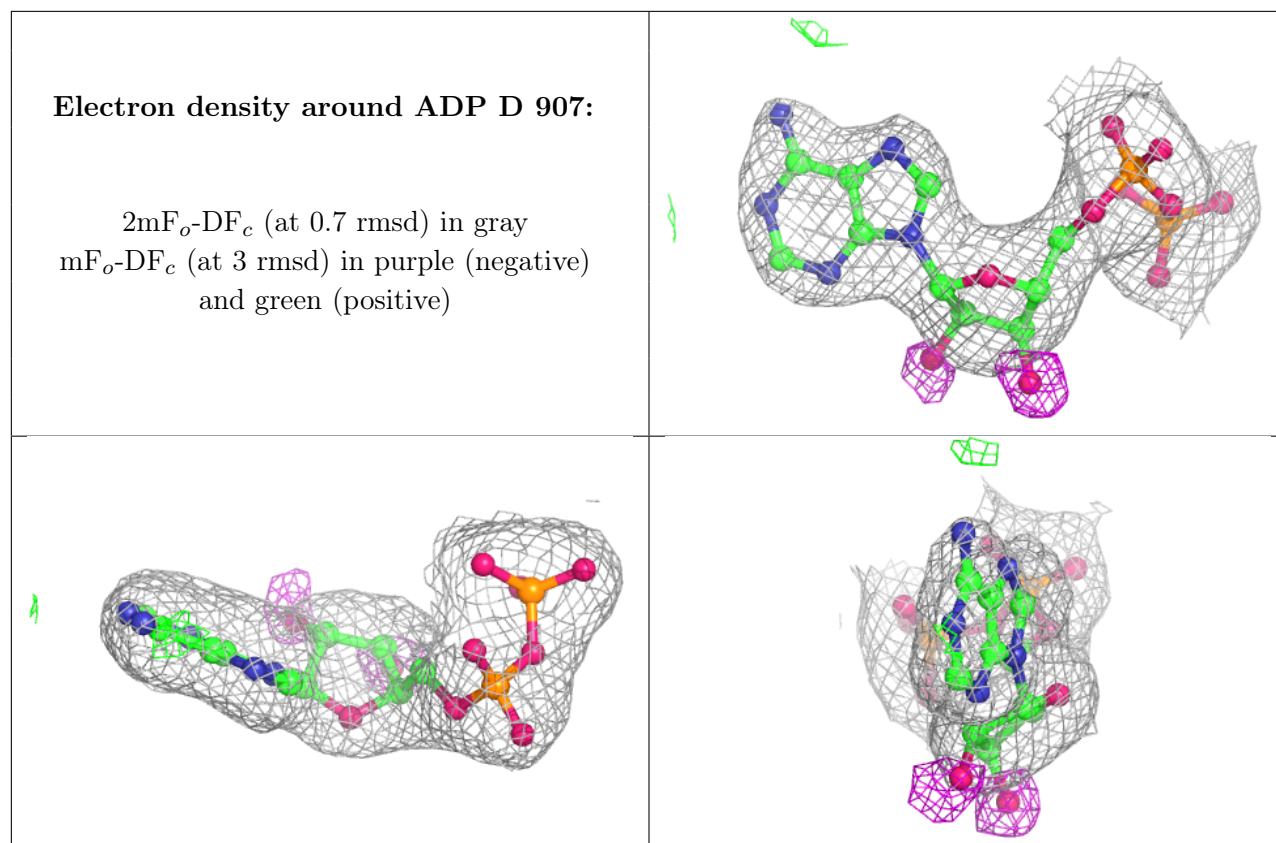 Electron density around ADP D 907:
2mFo-DFc (at 0.7 rmsd) in gray
mFo-DFc (at 3 rmsd) in purple (negative)
and green (positive)